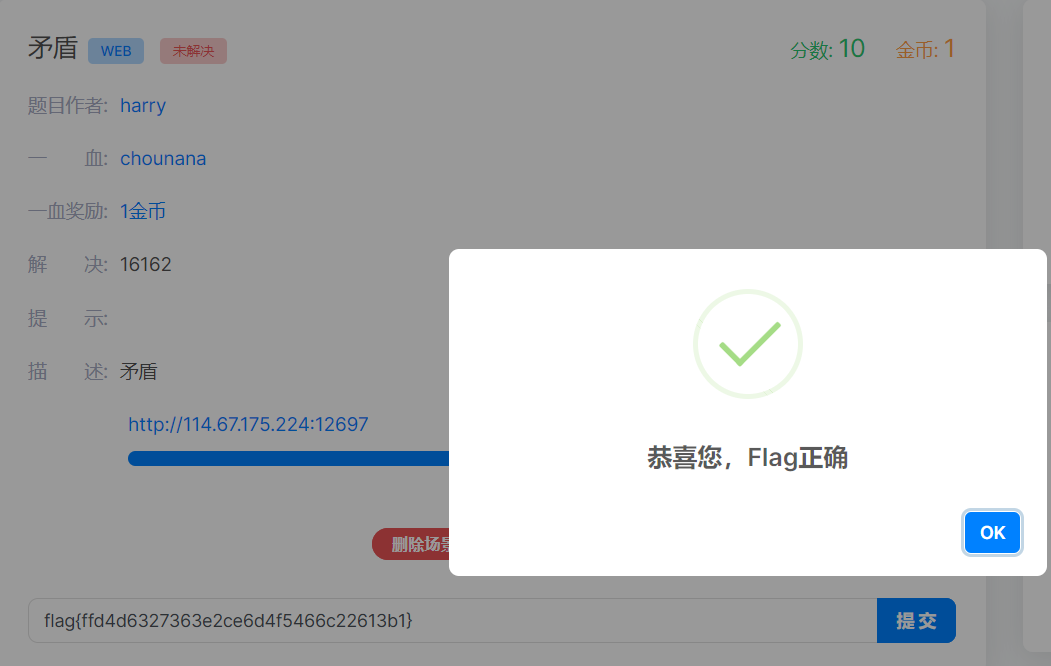 矛盾 WEB 未解决 分数: 10 金币: 1
题目作者: harry
一 血: chounana
一血奖励: 1金币
解 决: 16162
提 示:
描 述: 矛盾
http://114.67.175.224:12697
恭喜您，Flag正确
OK
删除场景
flag{ffd4d6327363e2ce6d4f5466c22613b1} 提交